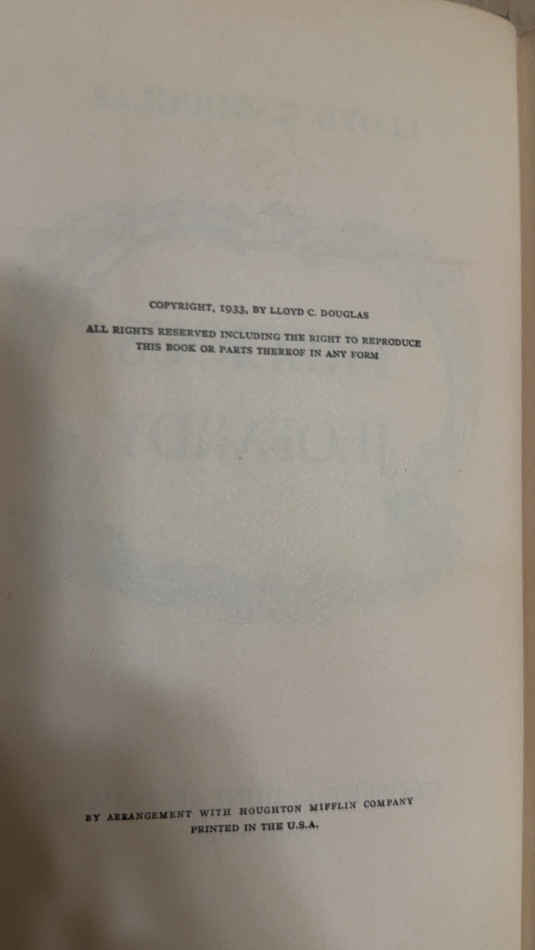 COPYRIGHT, 1933, BY LLOYD C. DOUGLAS
ALL RIGHTS RESERVED INCLUDING THE RIGHT TO REPRODUCE
THIS BOOK OR PARTS THEREOF IN ANY FORM
BY ARRANGEMENT WITH HOUGHTON MIFFLIN COMPANY
PRINTED IN THE U.S.A.